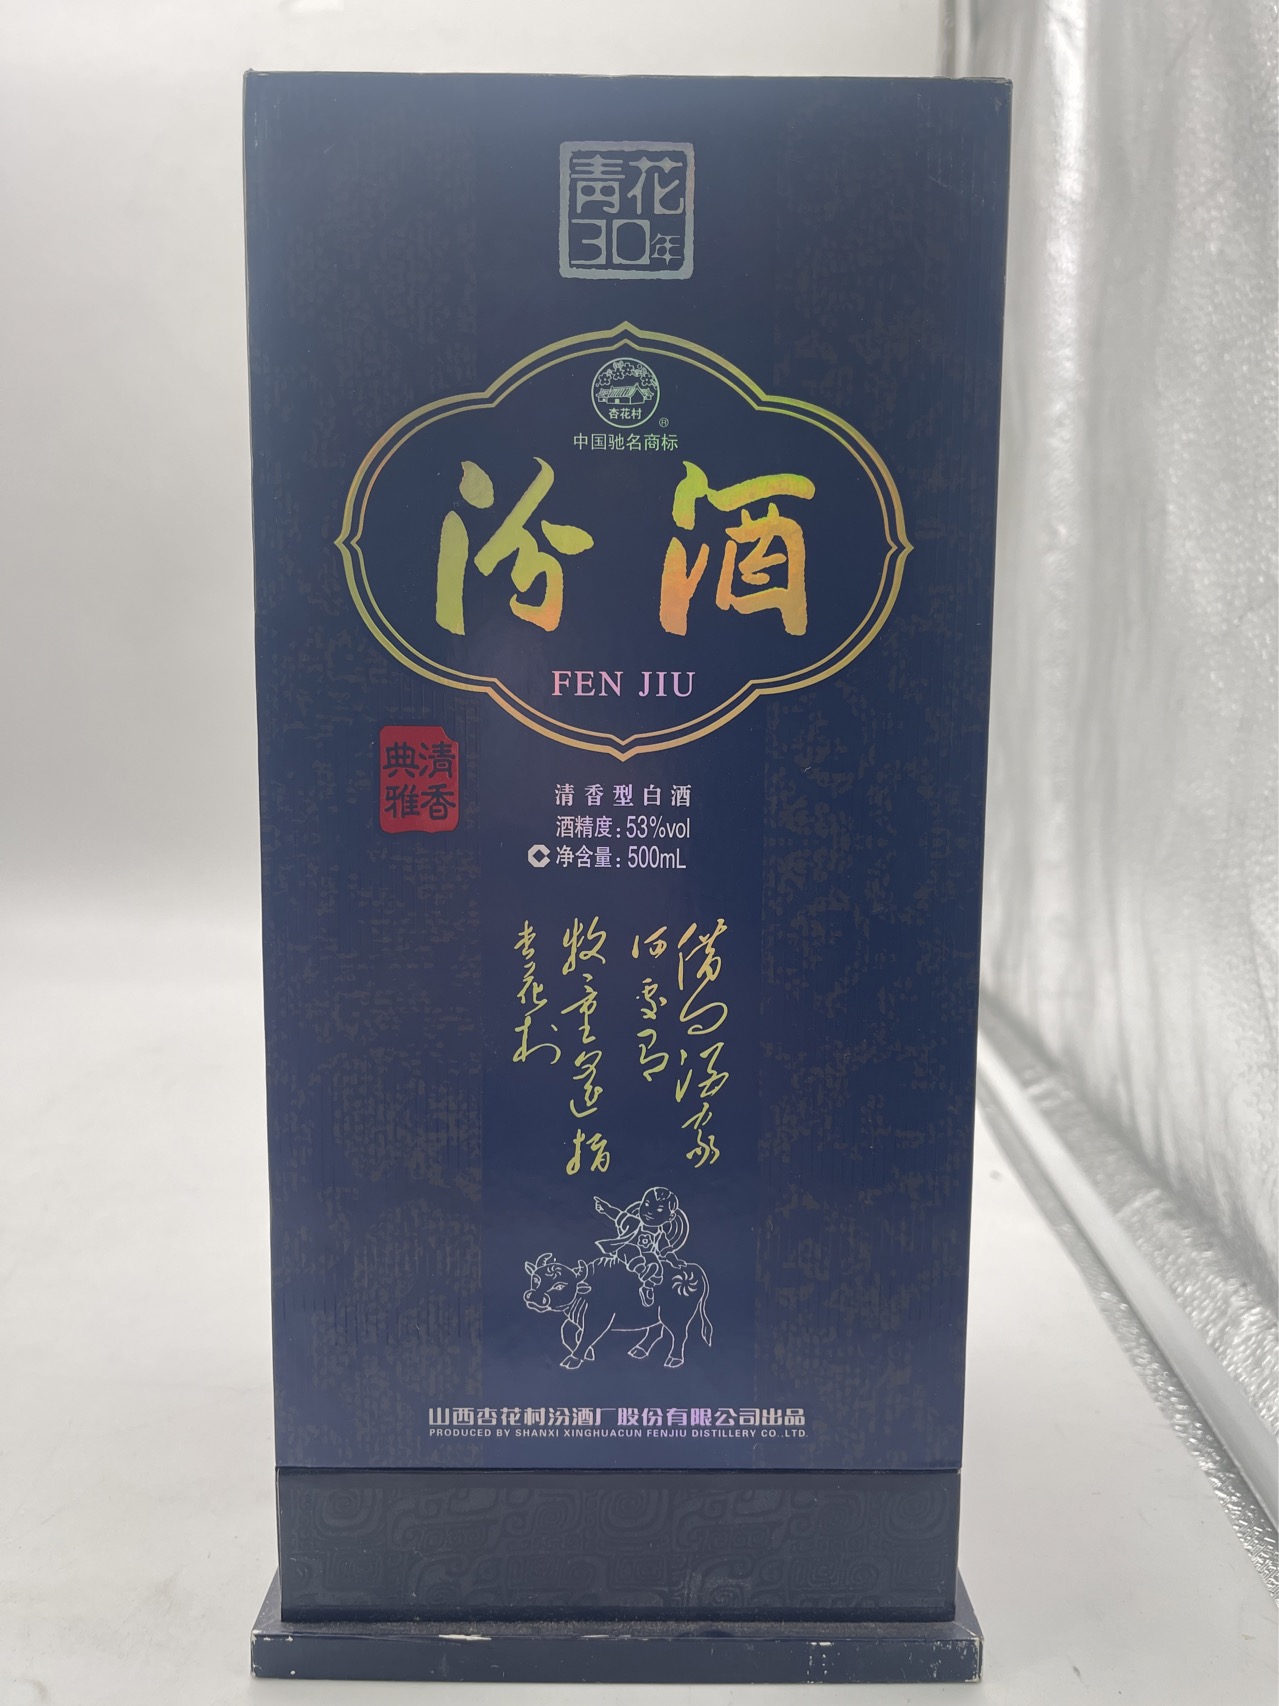 青花
30年
杏花村
®
中国驰名商标
汾酒
FEN JIU
清香
典雅
清香型白酒
酒精度:53%vol
净含量:500mL
借问酒家
何处有
牧童遥指
杏花村
山西杏花村汾酒厂股份有限公司出品
PRODUCED BY SHANXI XINGHUACUN FENJIU DISTILLERY CO.,LTD.